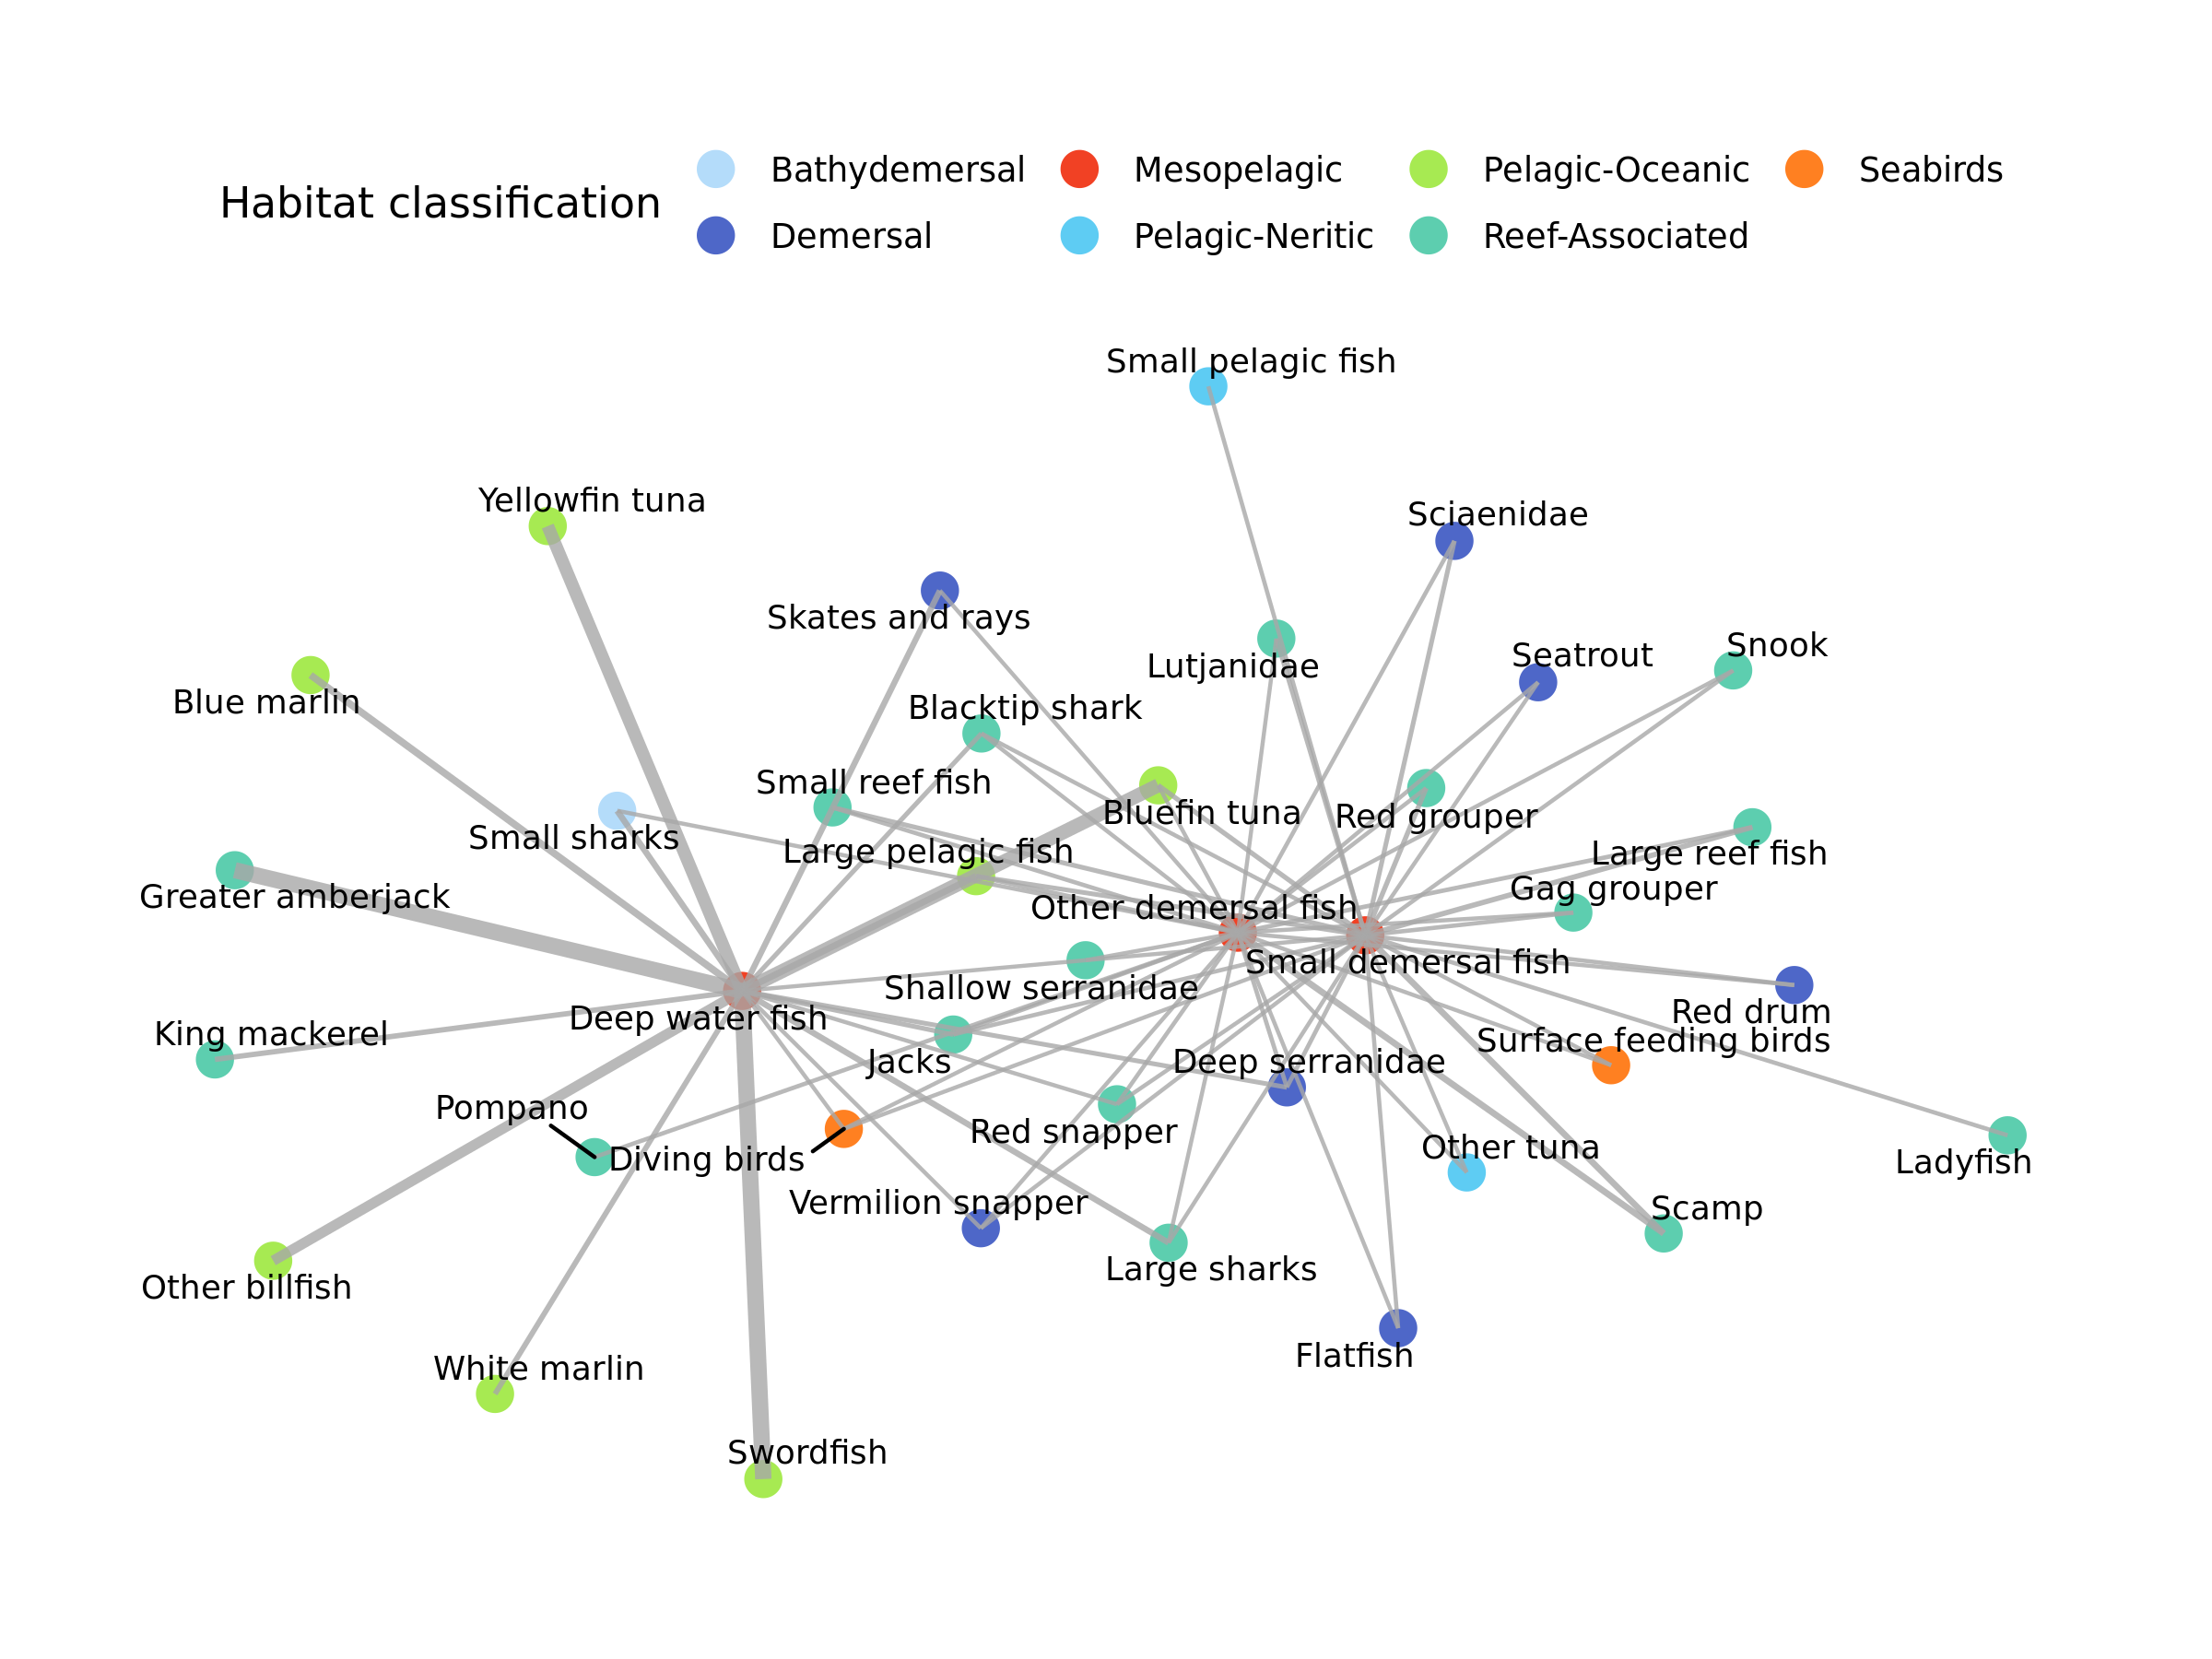 Habitat classification
Bathydemersal
Mesopelagic
Pelagic-Oceanic
Seabirds
Demersal
Pelagic-Neritic
Reef-Associated
Small pelagic fish
Yellowfin tuna
Sciaenidae
Skates and rays
Snook
Seatrout
Lutjanidae
Blue marlin
Blacktip shark
Small reef fish
Bluefin tuna
Red grouper
Small sharks
Large pelagic fish
Large reef fish
Gag grouper
Greater amberjack
Other demersal fish
Small demersal fish
Shallow serranidae
Red drum
Deep water fish
King mackerel
Surface feeding birds
Jacks
Deep serranidae
Pompano
Red snapper
Other tuna
Diving birds
Ladyfish
Vermilion snapper
Scamp
Large sharks
Other billfish
Flatfish
White marlin
Swordfish